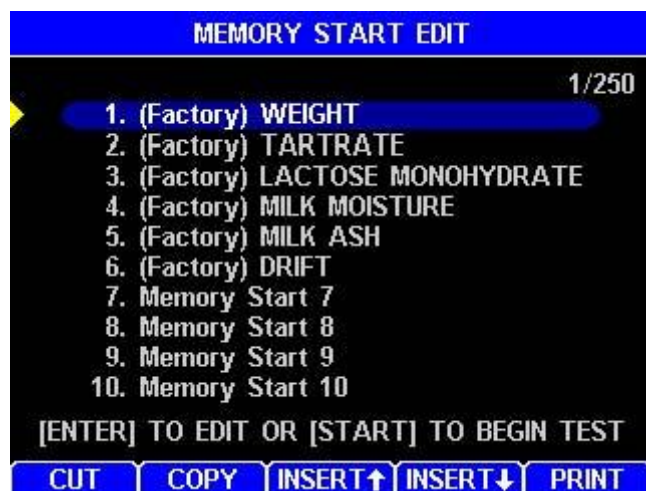 MEMORY START EDIT
1/250
1. (Factory) WEIGHT
2. (Factory) TARTRATE
3. (Factory) LACTOSE MONOHYDRATE
4. (Factory) MILK MOISTURE
5. (Factory) MILK ASH
6. (Factory) DRIFT
7. Memory Start 7
8. Memory Start 8
9. Memory Start 9
10. Memory Start 10
[ENTER] TO EDIT OR [START] TO BEGIN TEST
CUT COPY INSERT↑ INSERT↓ PRINT